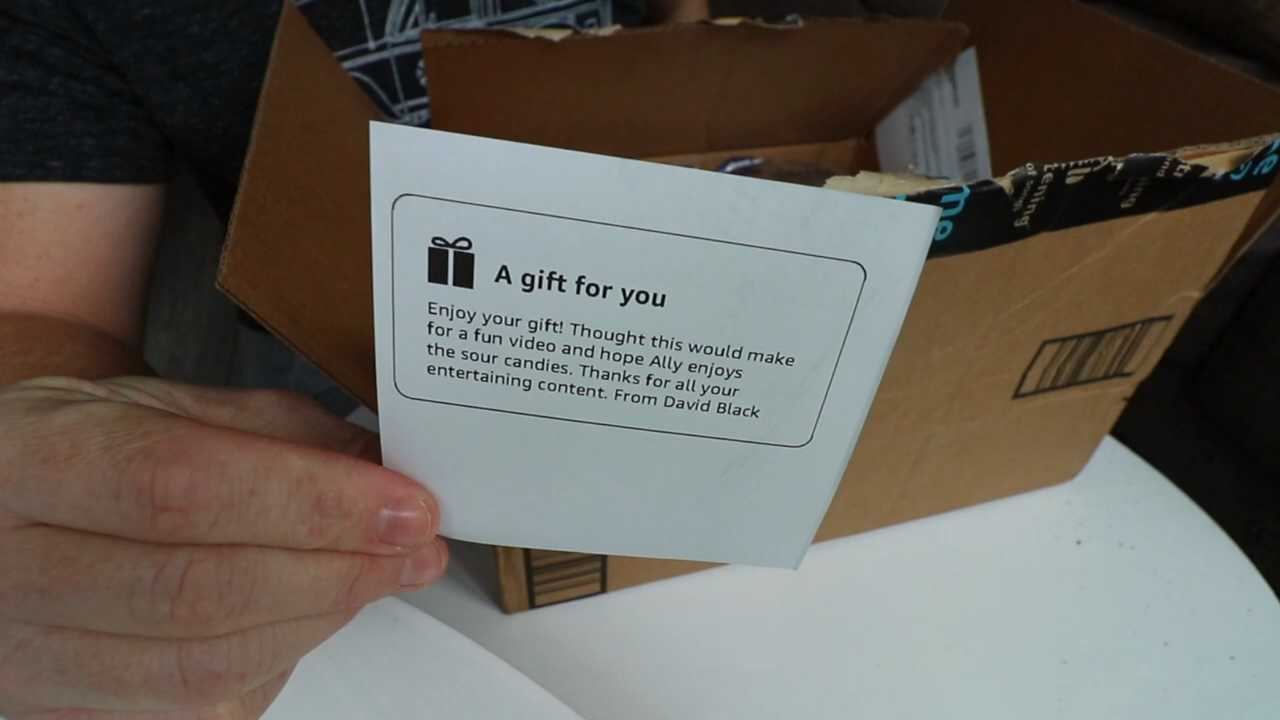 A gift for you
Enjoy your gift! Thought this would make
for a fun video and hope Ally enjoys
the sour candies. Thanks for all your
entertaining content. From David Black